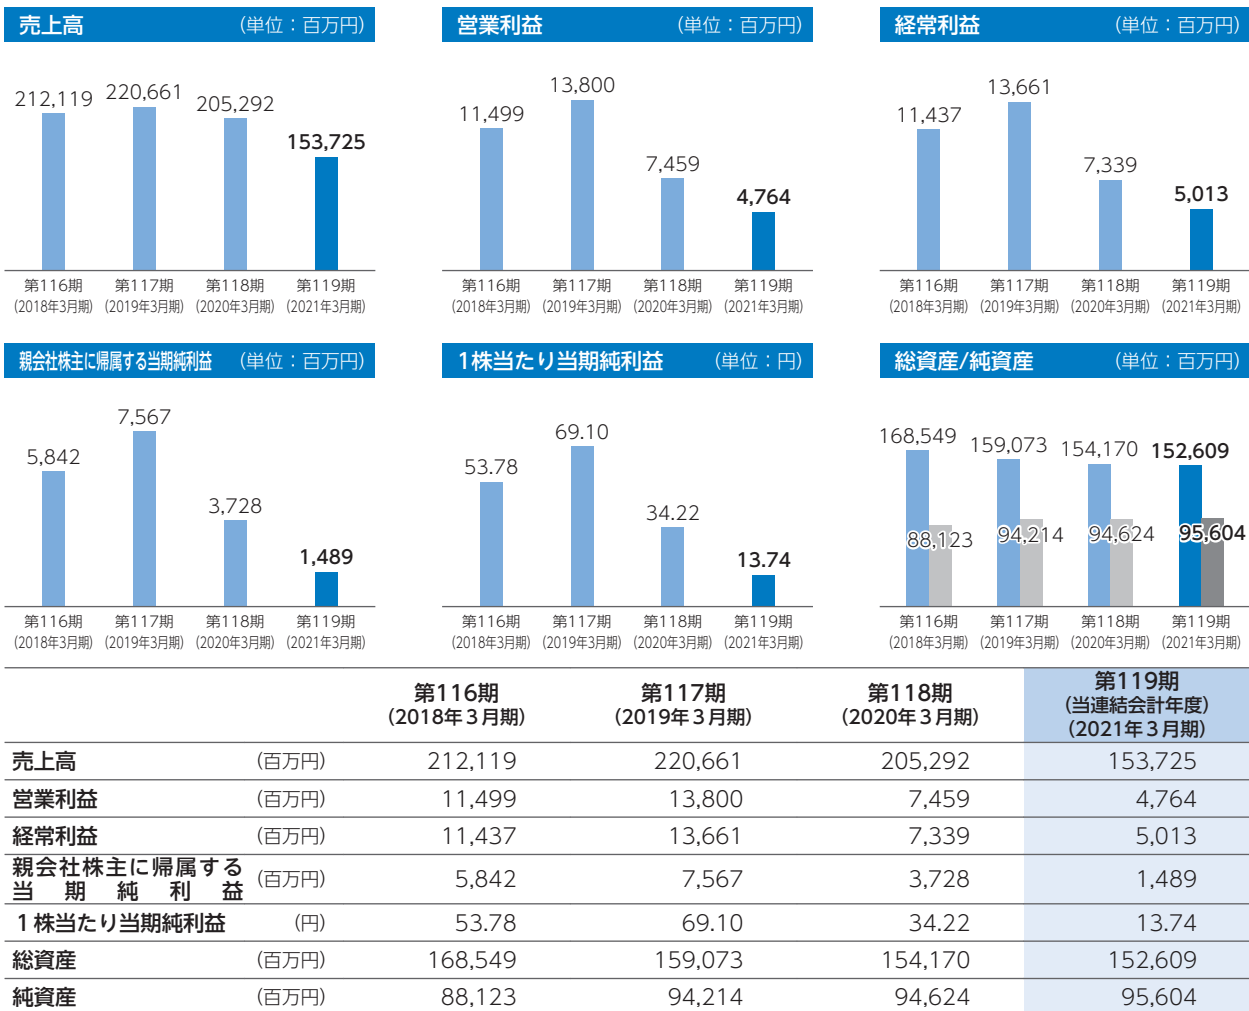 売上高 (単位：百万円)
212,119 220,661 205,292 153,725
第116期 第117期 第118期 第119期
(2018年3月期) (2019年3月期) (2020年3月期) (2021年3月期)
営業利益 (単位：百万円)
11,499 13,800 7,459 4,764
第116期 第117期 第118期 第119期
(2018年3月期) (2019年3月期) (2020年3月期) (2021年3月期)
経常利益 (単位：百万円)
11,437 13,661 7,339 5,013
第116期 第117期 第118期 第119期
(2018年3月期) (2019年3月期) (2020年3月期) (2021年3月期)
親会社株主に帰属する当期純利益 (単位：百万円)
5,842 7,567 3,728 1,489
第116期 第117期 第118期 第119期
(2018年3月期) (2019年3月期) (2020年3月期) (2021年3月期)
1株当たり当期純利益 (単位：円)
53.78 69.10 34.22 13.74
第116期 第117期 第118期 第119期
(2018年3月期) (2019年3月期) (2020年3月期) (2021年3月期)
総資産/純資産 (単位：百万円)
168,549 159,073 154,170 152,609
88,123 94,214 94,624 95,604
第116期 第117期 第118期 第119期
(2018年3月期) (2019年3月期) (2020年3月期) (2021年3月期)
第116期 第117期 第118期 第119期
(当連結会計年度)
(2018年3月期) (2019年3月期) (2020年3月期) (2021年3月期)
売上高 (百万円) 212,119 220,661 205,292 153,725
営業利益 (百万円) 11,499 13,800 7,459 4,764
経常利益 (百万円) 11,437 13,661 7,339 5,013
親会社株主に帰属する
当期純利益 (百万円) 5,842 7,567 3,728 1,489
1株当たり当期純利益 (円) 53.78 69.10 34.22 13.74
総資産 (百万円) 168,549 159,073 154,170 152,609
純資産 (百万円) 88,123 94,214 94,624 95,604